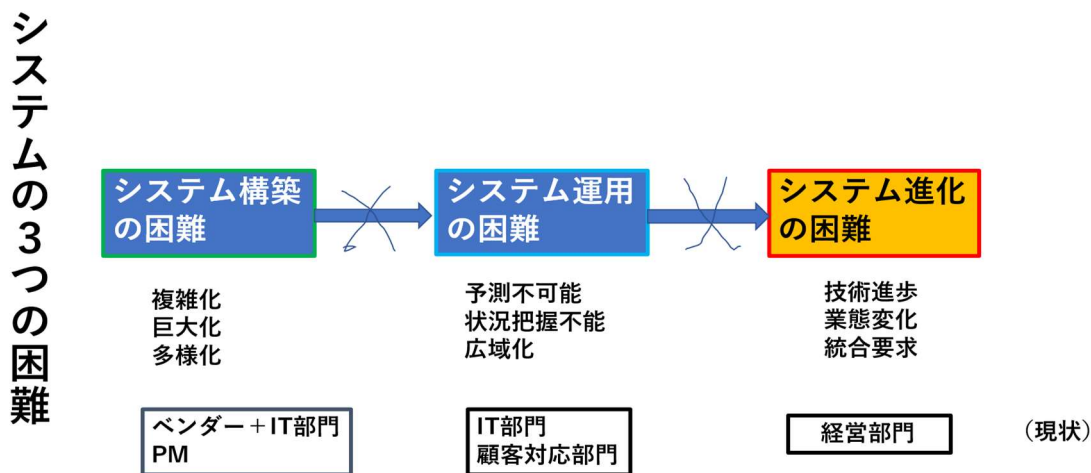 システムの３つの困難
システム構築
の困難
システム運用
の困難
システム進化
の困難
複雑化
巨大化
多様化
予測不可能
状況把握不能
広域化
技術進歩
業態変化
統合要求
ベンダー＋IT部門
PM
IT部門
顧客対応部門
経営部門
（現状）